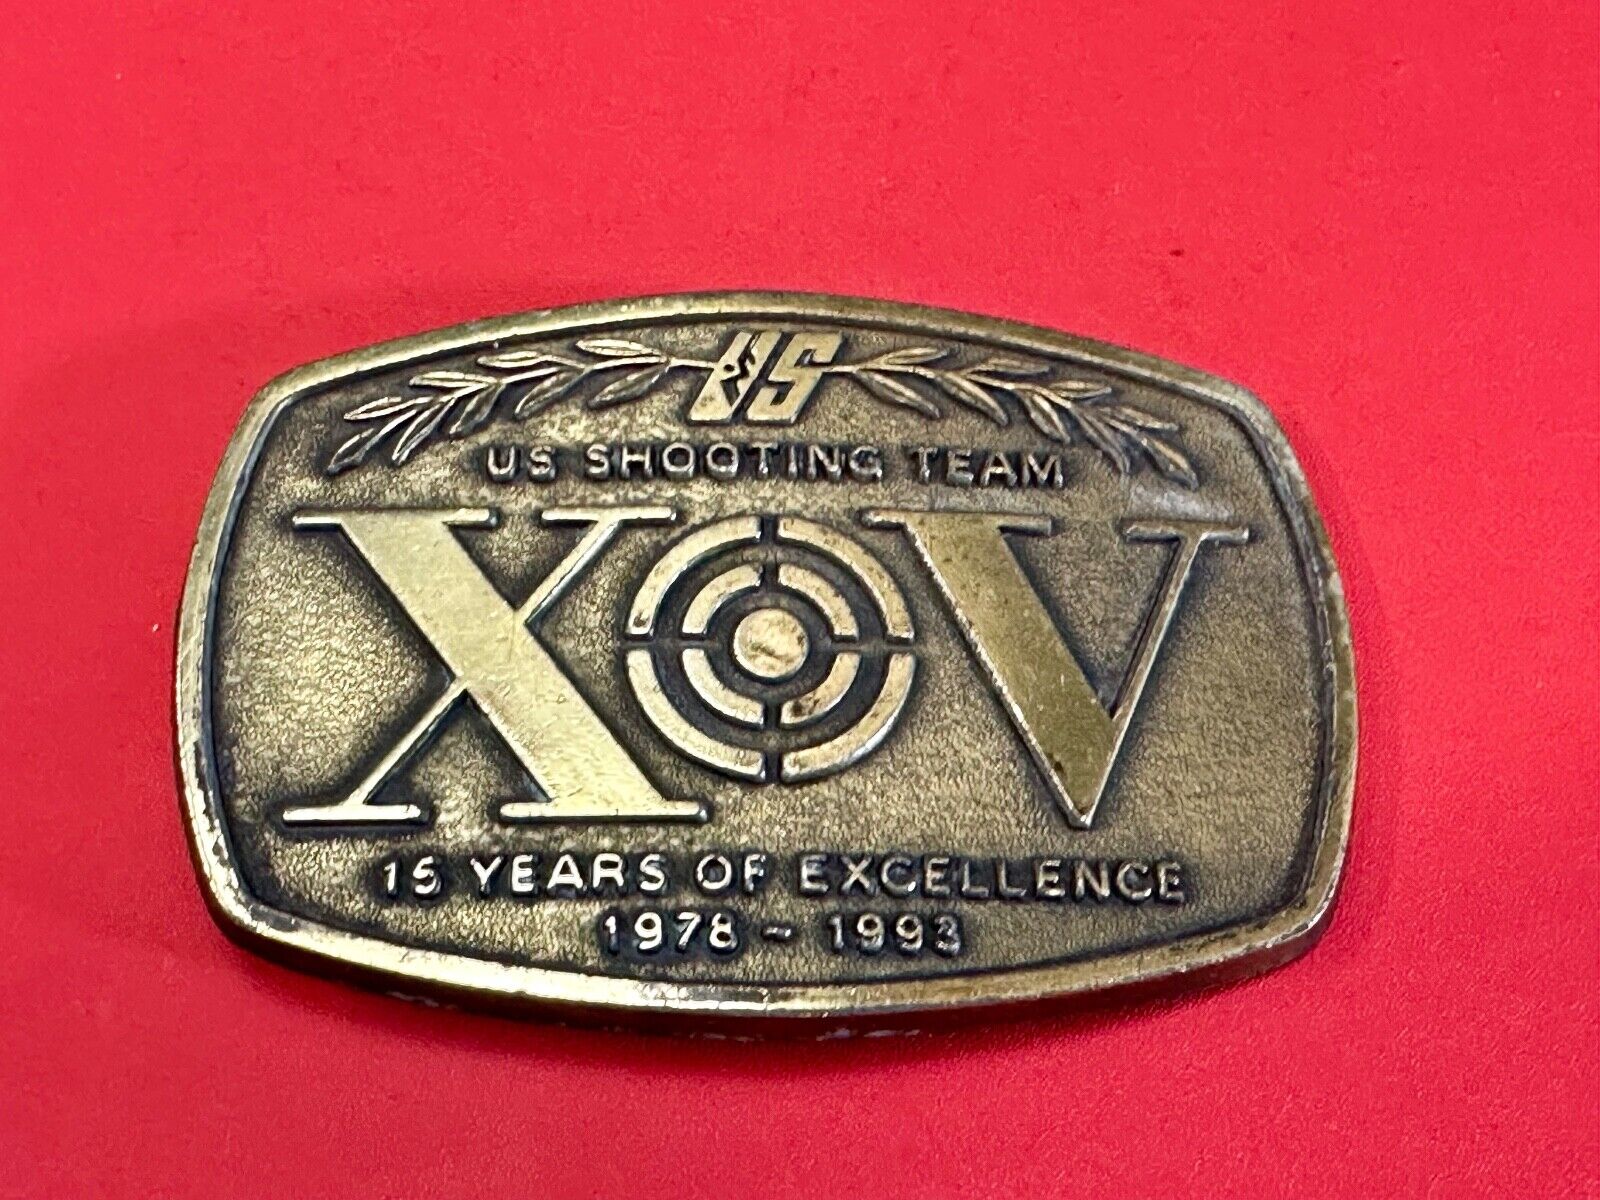 US
US SHOOTING TEAM
XV
15 YEARS OF EXCELLENCE
1978 - 1993